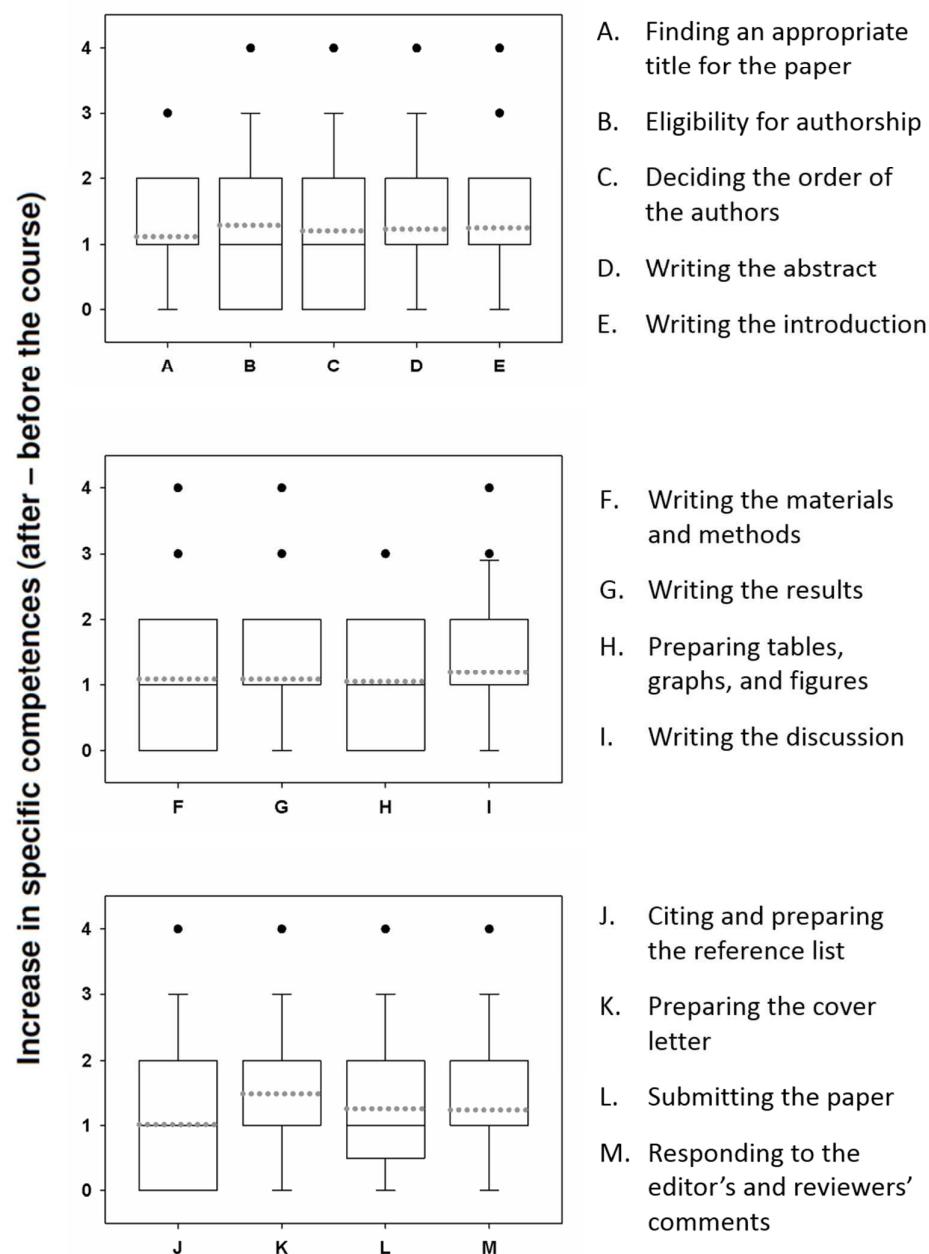 Increase in specific competences (after – before the course)
4
3
2
1
0
A
B
C
D
E
A. Finding an appropriate
title for the paper
B. Eligibility for authorship
C. Deciding the order of
the authors
D. Writing the abstract
E. Writing the introduction
4
3
2
1
0
F
G
H
I
F. Writing the materials
and methods
G. Writing the results
H. Preparing tables,
graphs, and figures
I. Writing the discussion
4
3
2
1
0
J
K
L
M
J. Citing and preparing
the reference list
K. Preparing the cover
letter
L. Submitting the paper
M. Responding to the
editor’s and reviewers’
comments